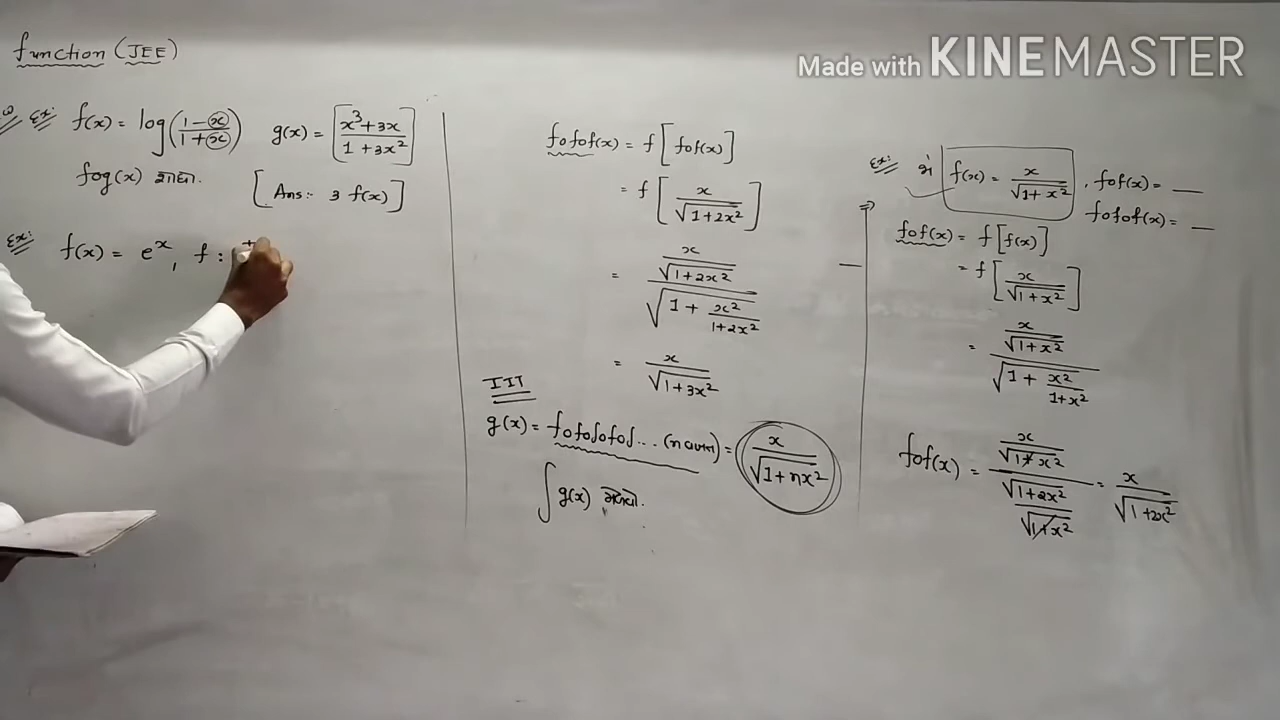 function (JEE)
Made with KINEMASTER
Ex: f(x) = log((1-x)/(1+x)) g(x) = [(x³+3x)/(1+3x²)]
fog(x) શોધો. [Ans:- 3 f(x)]
Ex: f(x) = eˣ, f :
fofof(x) = f[fof(x)]
= f[x/√(1+2x²)]
= (x/√(1+2x²))/√(1 + x²/(1+2x²))
= x/√(1+3x²)
IIT
g(x) = fofofofof... (n વખત) = x/√(1+nx²)
∫g(x) મેળવો.
Ex: જો f(x) = x/√(1+x²), fof(x) = __
fofof(x) = __
⇒ fof(x) = f[f(x)]
= f[x/√(1+x²)]
= (x/√(1+x²))/√(1 + x²/(1+x²))
fof(x) = (x/√(1+x²))/(√(1+2x²)/√(1+x²)) = x/√(1+2x²)